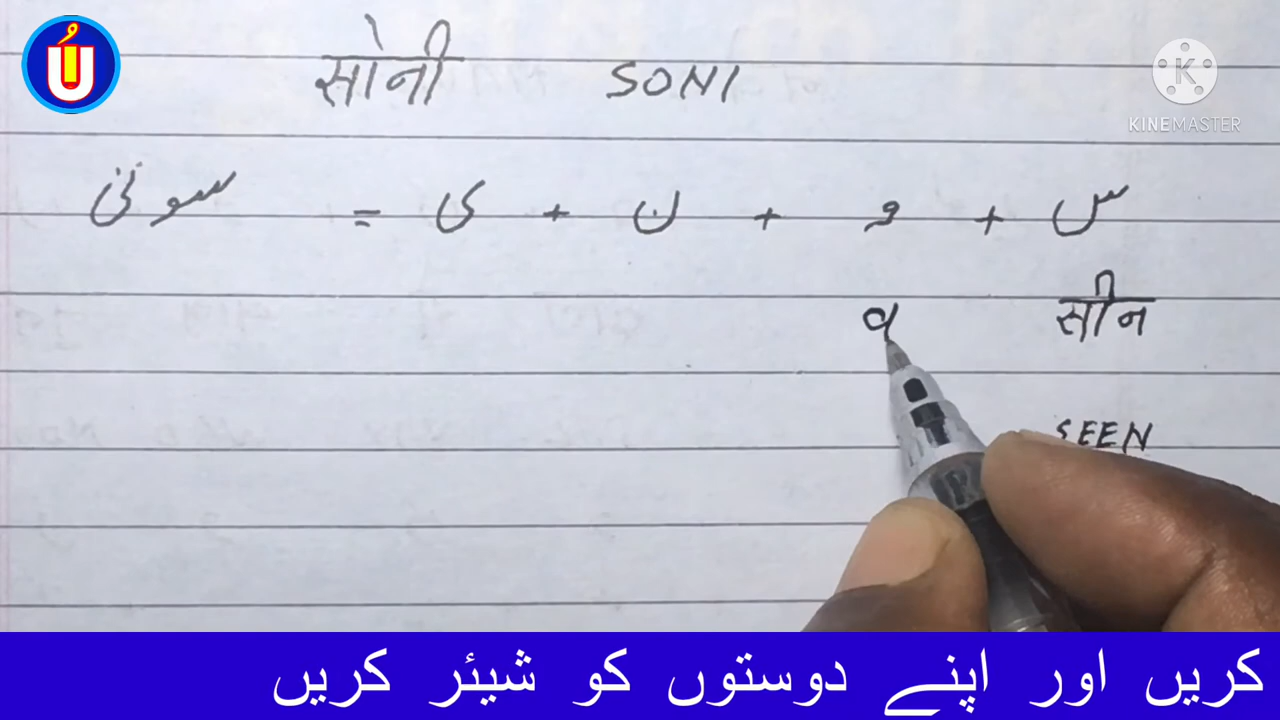 सोनी SONI
KINEMASTER
س + و + ن + ی = سونی
व सीन
SEEN
کریں اور اپنے دوستوں کو شیئر کریں